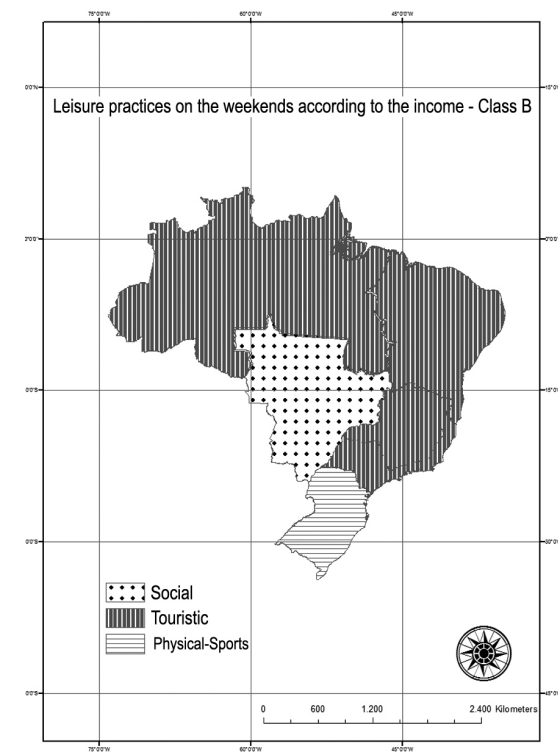 75°0'0"W 60°0'0"W 45°0'0"W
Leisure practices on the weekends according to the income - Class B
Social
Touristic
Physical-Sports
0 600 1.200 2.400 Kilometers
75°0'0"W 60°0'0"W 45°0'0"W